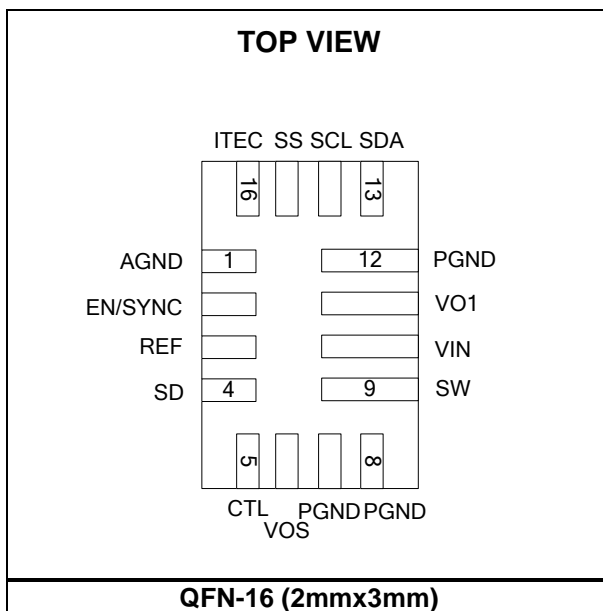 TOP VIEW
ITEC SS SCL SDA
16 13
AGND 1 12 PGND
EN/SYNC VO1
REF VIN
SD 4 9 SW
5 8
CTL PGND PGND
VOS
QFN-16 (2mmx3mm)